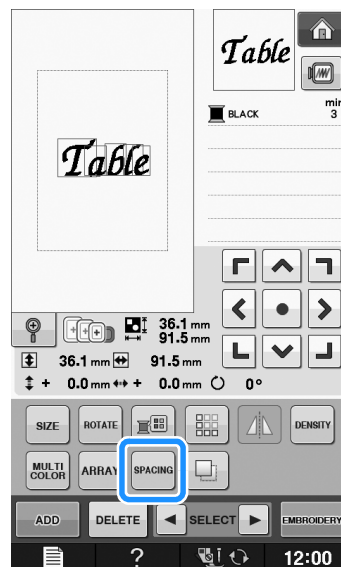 Table
Table
BLACK
min
3
36.1 mm
91.5 mm
36.1 mm 91.5 mm
+ 0.0 mm + 0.0 mm 0°
SIZE ROTATE DENSITY
MULTI COLOR ARRAY SPACING
ADD DELETE SELECT EMBROIDERY
? 12:00